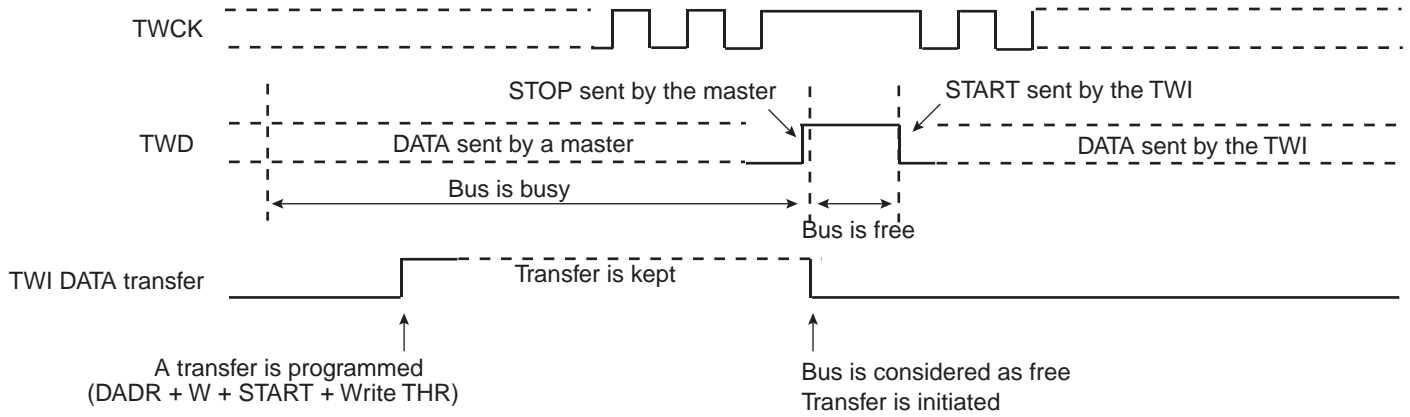 TWCK
STOP sent by the master
START sent by the TWI
TWD
DATA sent by a master
DATA sent by the TWI
Bus is busy
Bus is free
TWI DATA transfer
Transfer is kept
A transfer is programmed
(DADR + W + START + Write THR)
Bus is considered as free
Transfer is initiated